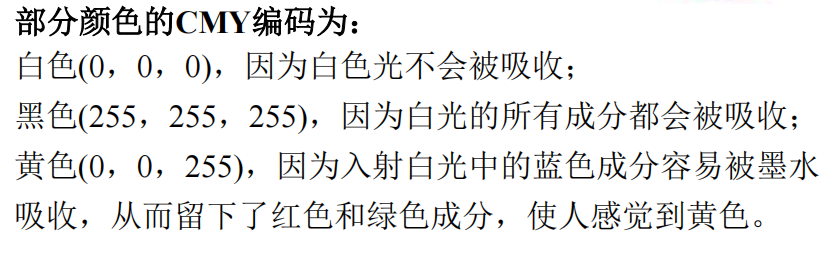 部分颜色的CMY编码为：
白色(0，0，0)，因为白色光不会被吸收；
黑色(255，255，255)，因为白光的所有成分都会被吸收；
黄色(0，0，255)，因为入射白光中的蓝色成分容易被墨水
吸收，从而留下了红色和绿色成分，使人感觉到黄色。